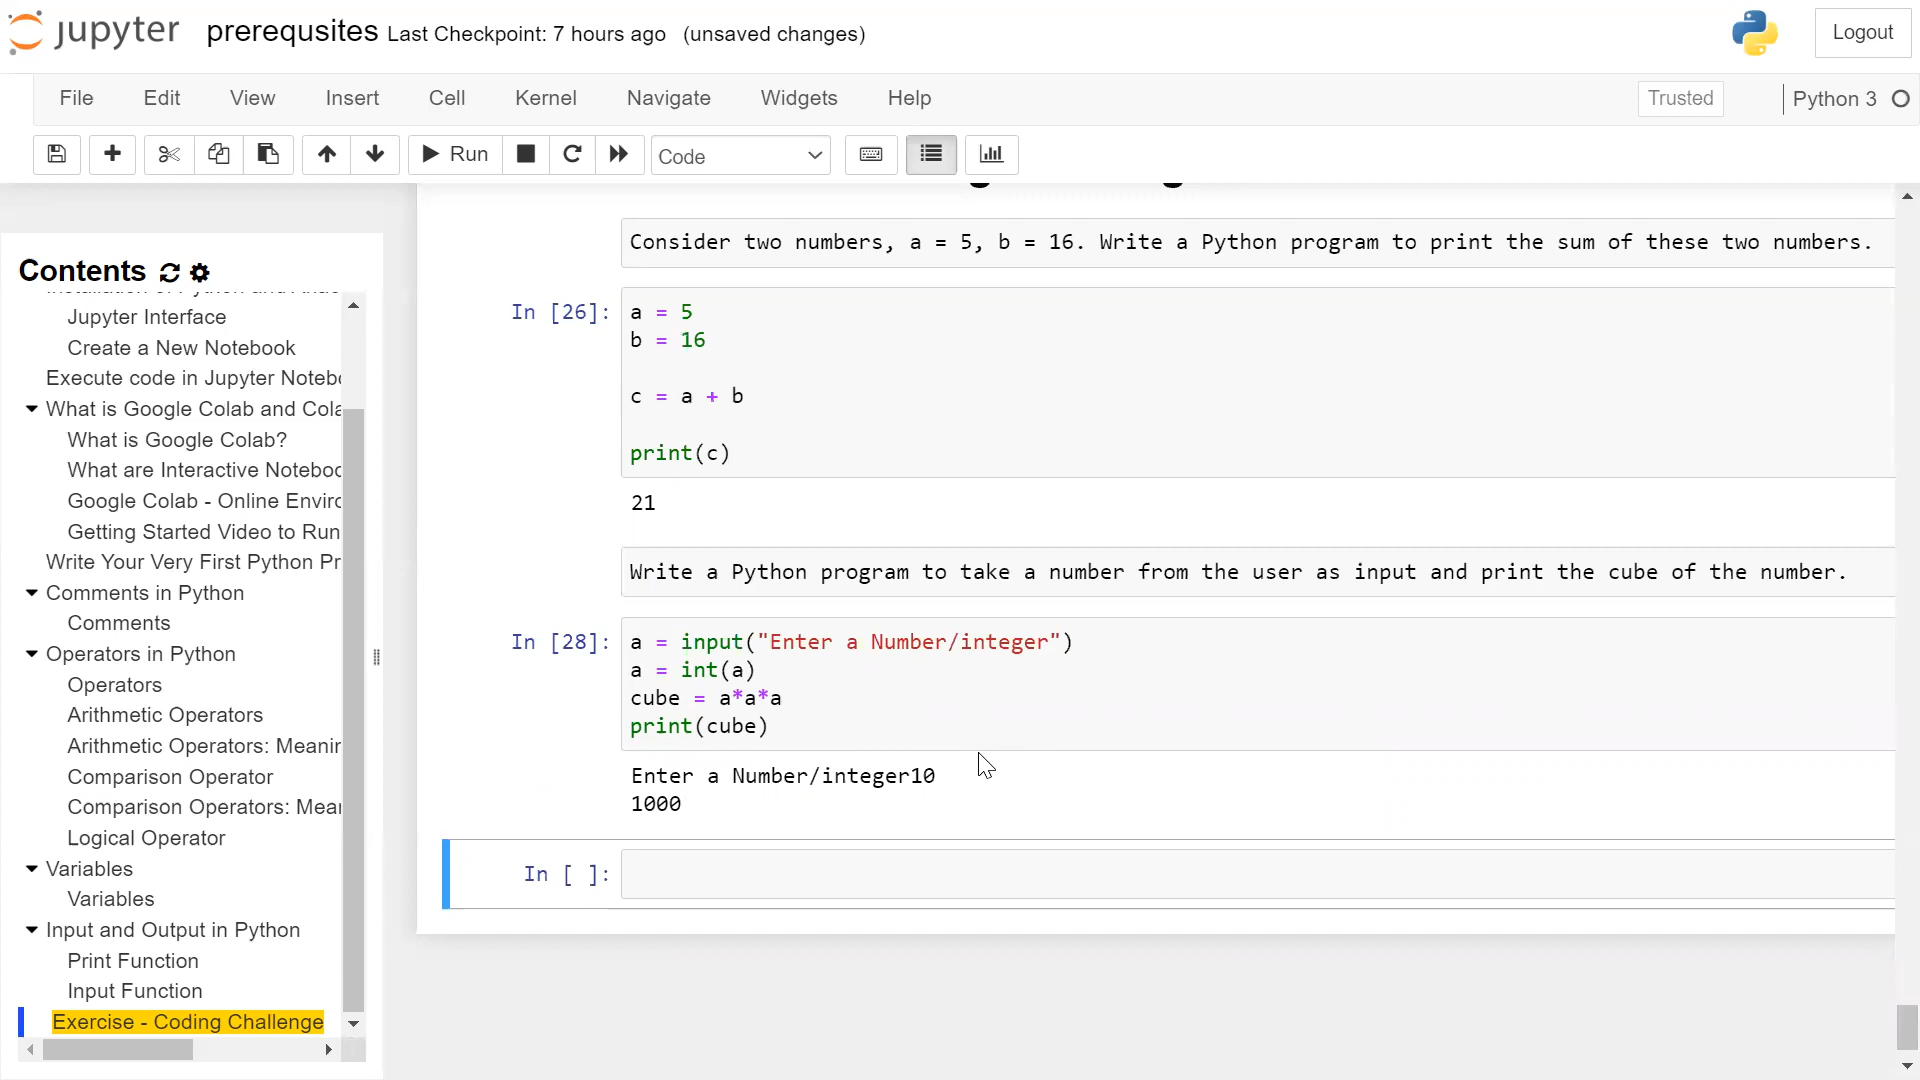 jupyter prerequsites Last Checkpoint: 7 hours ago (unsaved changes) Logout
File Edit View Insert Cell Kernel Navigate Widgets Help Trusted Python 3
Run Code
Contents
Jupyter Interface
Create a New Notebook
Execute code in Jupyter Notebo
What is Google Colab and Cola
What is Google Colab?
What are Interactive Noteboo
Google Colab - Online Enviro
Getting Started Video to Run
Write Your Very First Python Pr
Comments in Python
Comments
Operators in Python
Operators
Arithmetic Operators
Arithmetic Operators: Meanin
Comparison Operator
Comparison Operators: Mea
Logical Operator
Variables
Variables
Input and Output in Python
Print Function
Input Function
Exercise - Coding Challenge
Consider two numbers, a = 5, b = 16. Write a Python program to print the sum of these two numbers.
In [26]: a = 5
b = 16
c = a + b
print(c)
21
Write a Python program to take a number from the user as input and print the cube of the number.
In [28]: a = input("Enter a Number/integer")
a = int(a)
cube = a*a*a
print(cube)
Enter a Number/integer10
1000
In [ ]: